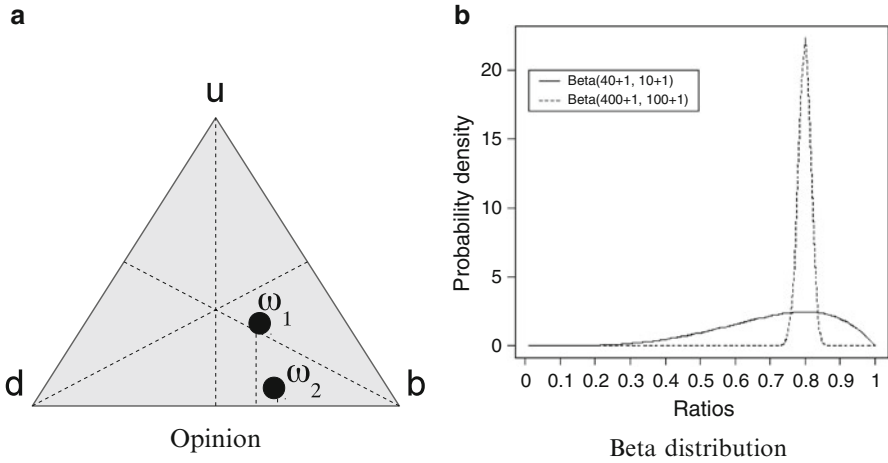 a
u
ω1
ω2
d
b
Opinion
b
Probability density
20
15
10
5
0
Beta(40+1, 10+1)
Beta(400+1, 100+1)
0 0.1 0.2 0.3 0.4 0.5 0.6 0.7 0.8 0.9 1
Ratios
Beta distribution